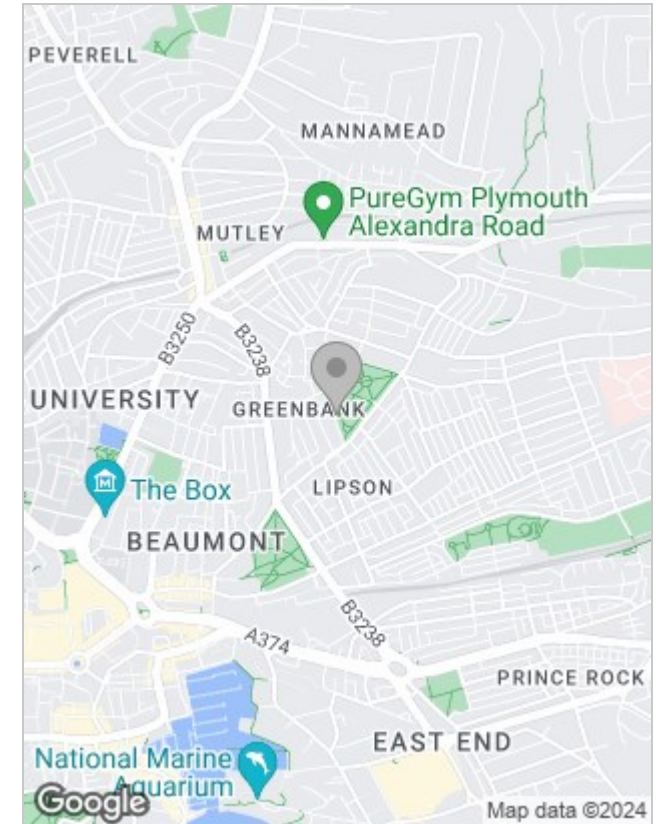 PEVERELL
MANNAMEAD
PureGym Plymouth
Alexandra Road
MUTLEY
B3250
B3238
UNIVERSITY
GREENBANK
The Box
LIPSON
BEAUMONT
B3238
A374
PRINCE ROCK
EAST END
National Marine
Aquarium
Google
Map data ©2024